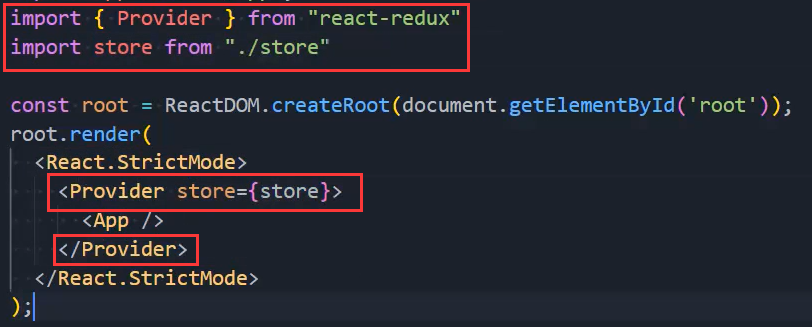 import { Provider } from "react-redux"
import store from "./store"
const root = ReactDOM.createRoot(document.getElementById('root'));
root.render(
<React.StrictMode>
<Provider store={store}>
<App />
</Provider>
</React.StrictMode>
);